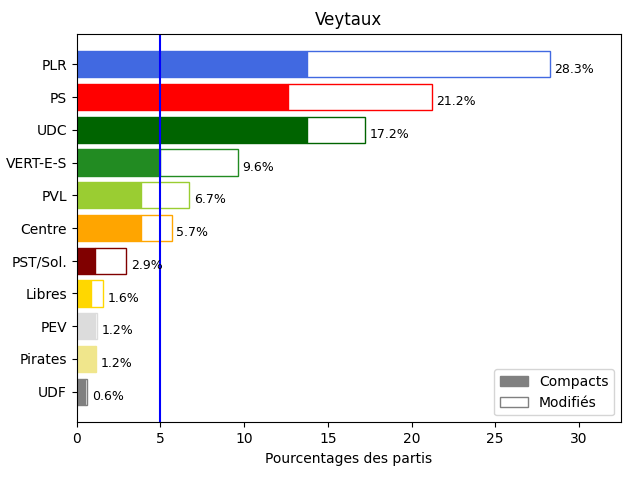 Veytaux
PLR 28.3%
PS 21.2%
UDC 17.2%
VERT-E-S 9.6%
PVL 6.7%
Centre 5.7%
PST/Sol. 2.9%
Libres 1.6%
PEV 1.2%
Pirates 1.2%
UDF 0.6%
Compacts
Modifiés
0 5 10 15 20 25 30
Pourcentages des partis